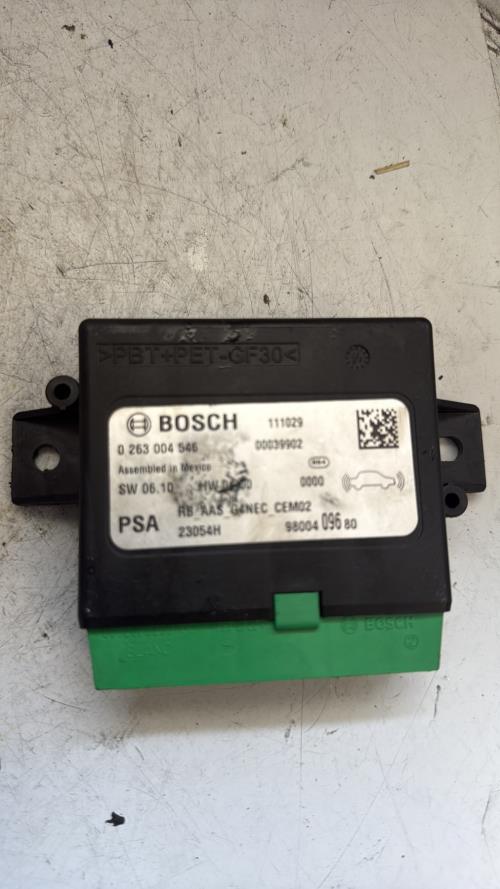 >PBT+PET-GF30<
BOSCH 111029
0 263 004 546 00039902
Assembled in Mexico
SW 06.10 0000
PSA RB_AAS_G4NEC_CEM02
23054H 98004 096 80
BOSCH